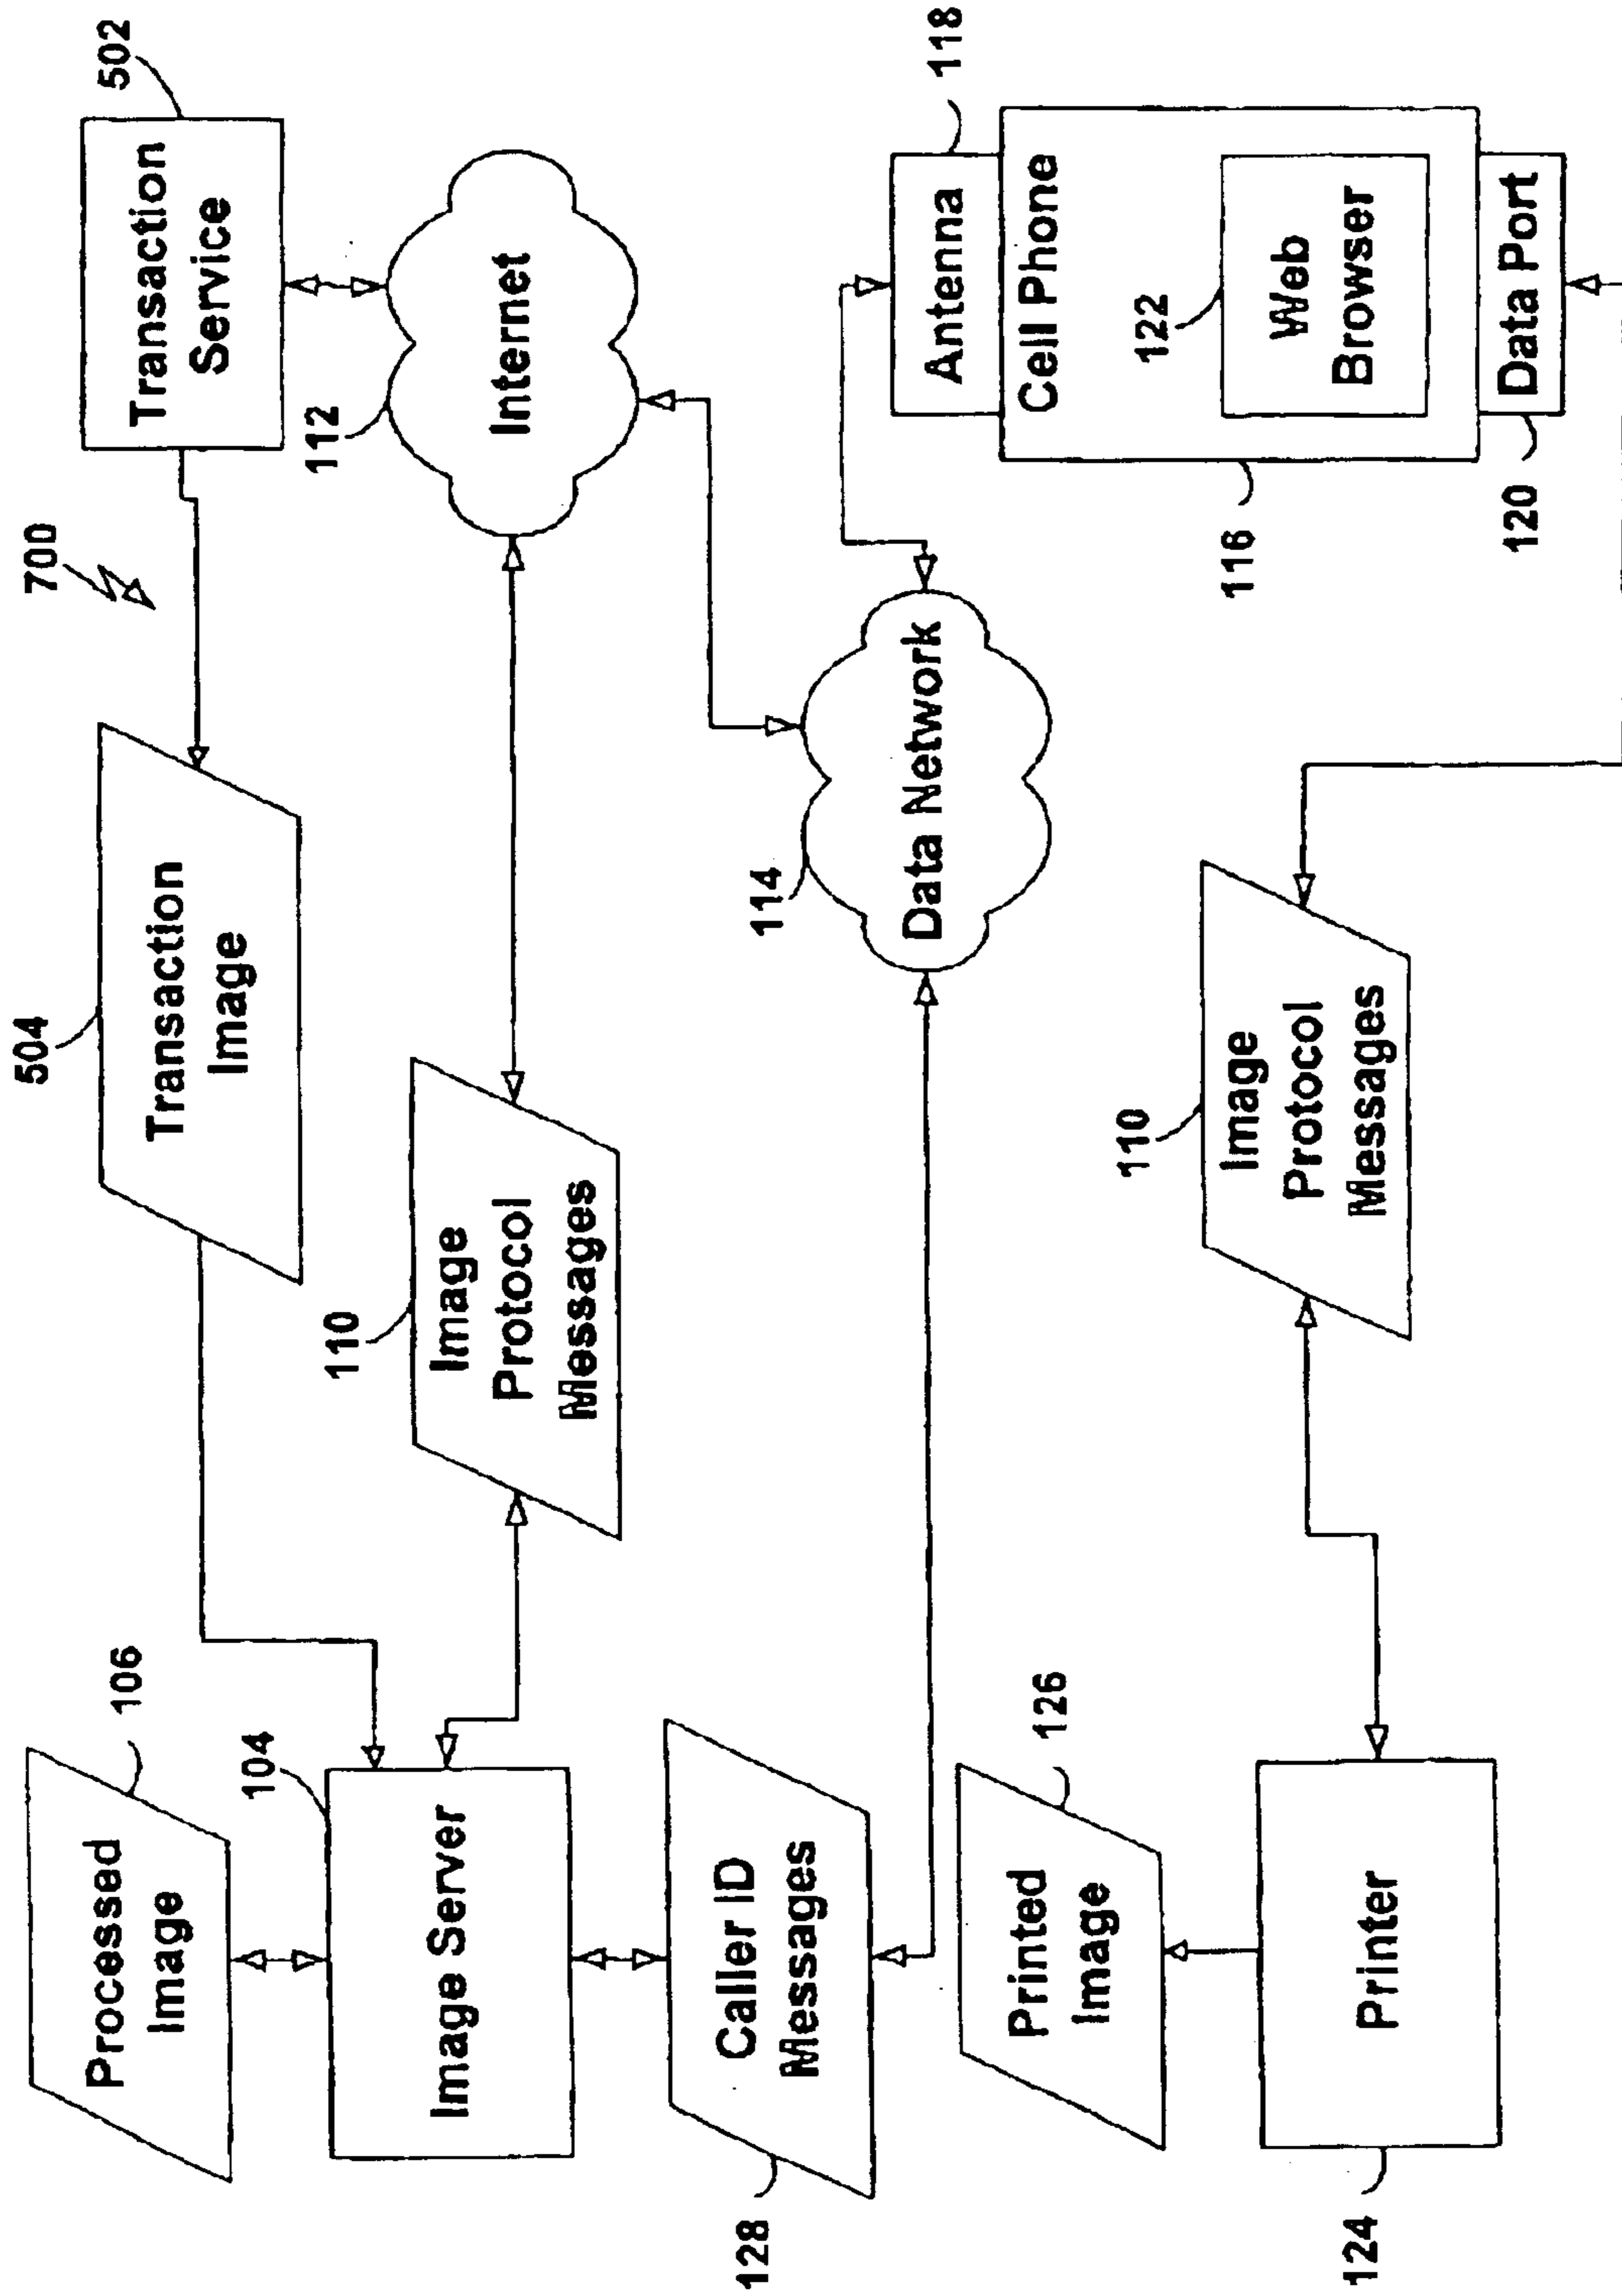 700
502
Transaction
Service
504
Transaction
Image
106
Processed
Image
104
Image Server
110
Image
Protocol
Messages
112
Internet
128
Caller ID
Messages
114
Data Network
118
Antenna
Cell Phone
116
122
Web
Browser
120
Data Port
126
Printed
Image
110
Image
Protocol
Messages
124
Printer